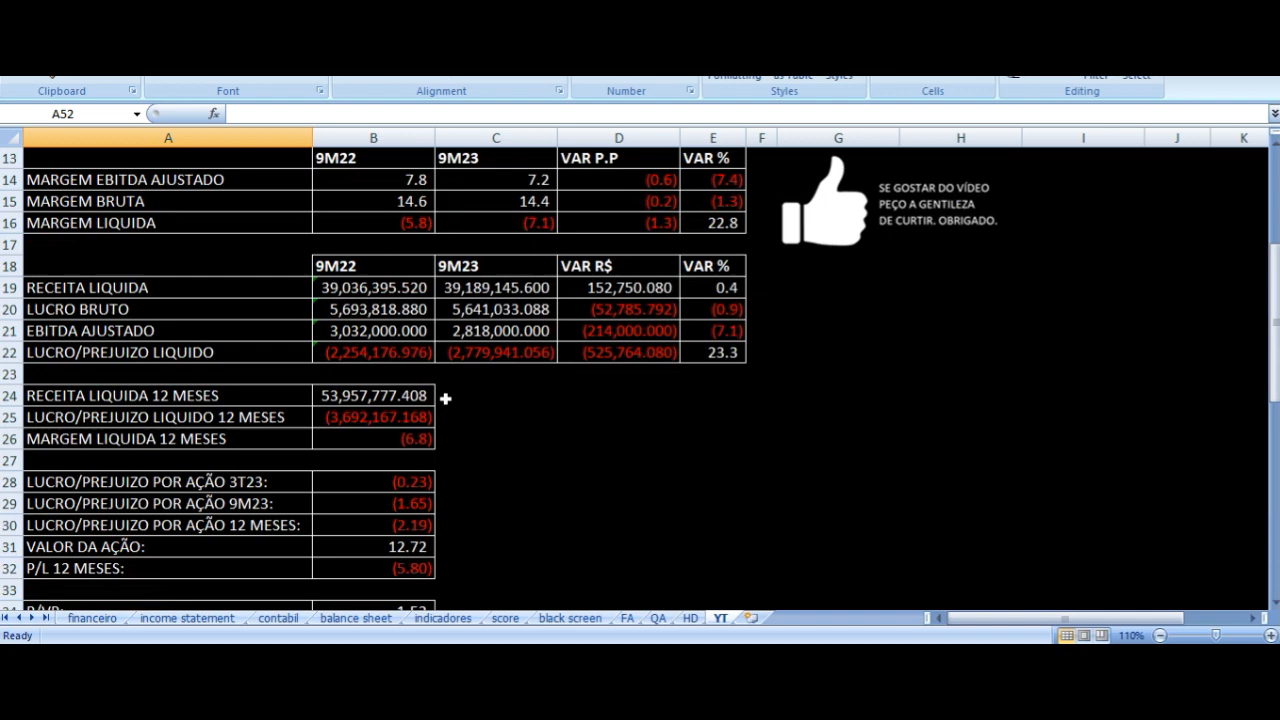 Clipboard Font Alignment Number Styles Cells Editing
A52 fx
A B C D E F G H I J K
13 9M22 9M23 VAR P.P VAR %
14 MARGEM EBITDA AJUSTADO 7.8 7.2 (0.6) (7.4)
15 MARGEM BRUTA 14.6 14.4 (0.2) (1.3)
16 MARGEM LIQUIDA (5.8) (7.1) (1.3) 22.8
SE GOSTAR DO VÍDEO
PEÇO A GENTILEZA
DE CURTIR. OBRIGADO.
17
18 9M22 9M23 VAR R$ VAR %
19 RECEITA LIQUIDA 39,036,395.520 39,189,145.600 152,750.080 0.4
20 LUCRO BRUTO 5,693,818.880 5,641,033.088 (52,785.792) (0.9)
21 EBITDA AJUSTADO 3,032,000.000 2,818,000.000 (214,000.000) (7.1)
22 LUCRO/PREJUIZO LIQUIDO (2,254,176.976) (2,779,941.056) (525,764.080) 23.3
23
24 RECEITA LIQUIDA 12 MESES 53,957,777.408
25 LUCRO/PREJUIZO LIQUIDO 12 MESES (3,692,167.168)
26 MARGEM LIQUIDA 12 MESES (6.8)
27
28 LUCRO/PREJUIZO POR AÇÃO 3T23: (0.23)
29 LUCRO/PREJUIZO POR AÇÃO 9M23: (1.65)
30 LUCRO/PREJUIZO POR AÇÃO 12 MESES: (2.19)
31 VALOR DA AÇÃO: 12.72
32 P/L 12 MESES: (5.80)
33
financeiro income statement contabil balance sheet indicadores score black screen FA QA HD YT
Ready 110%